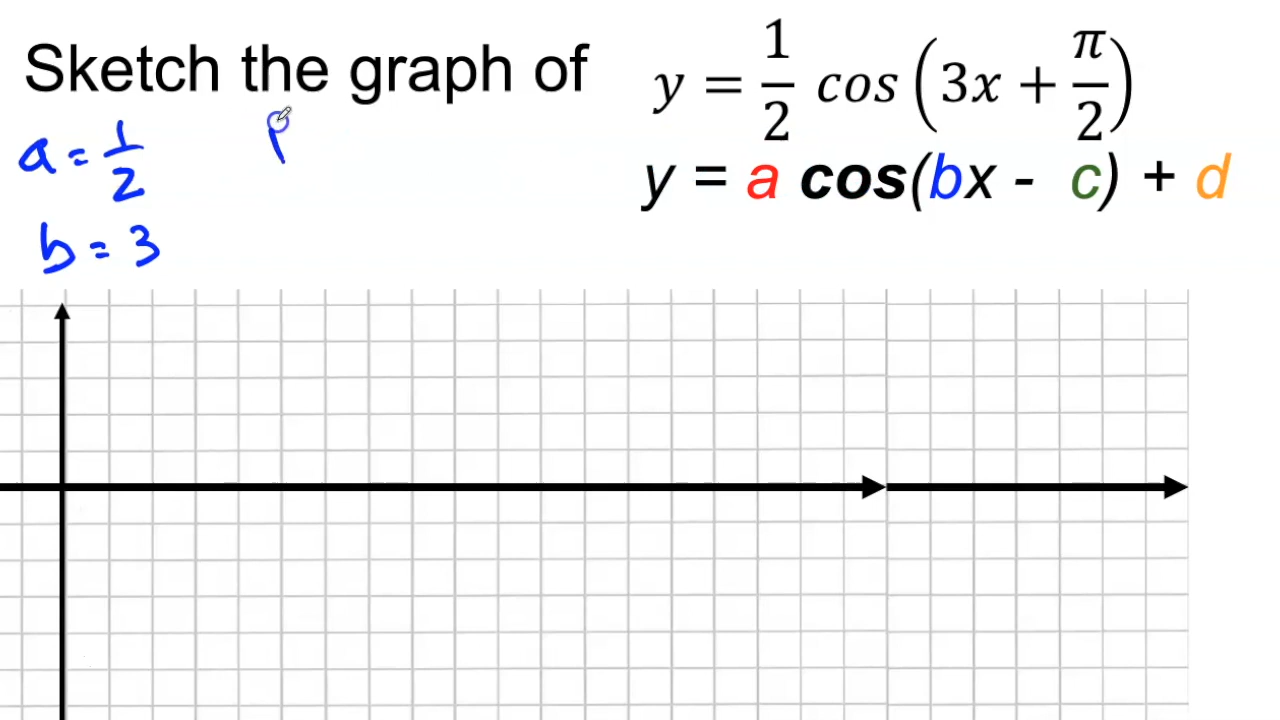 Sketch the graph of y = 1/2 cos(3x + π/2)
y = a cos(bx - c) + d
a = 1/2
P
b = 3